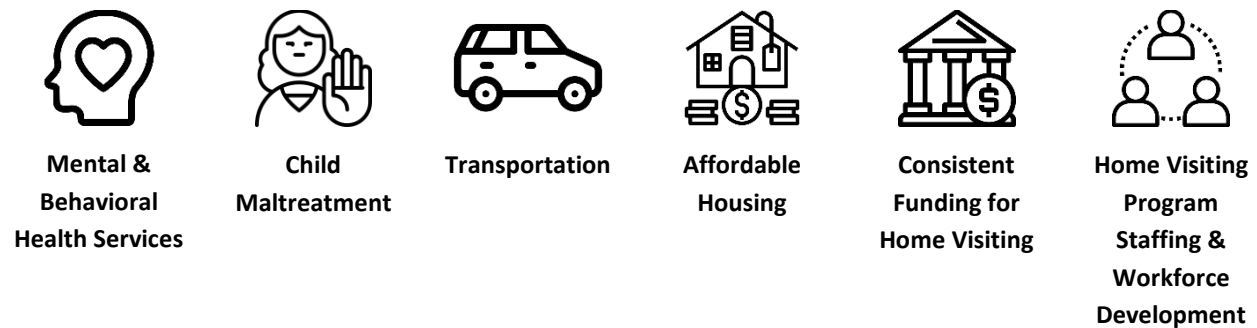 Mental &
Behavioral
Health Services
Child
Maltreatment
Transportation
Affordable
Housing
Consistent
Funding for
Home Visiting
Home Visiting
Program
Staffing &
Workforce
Development